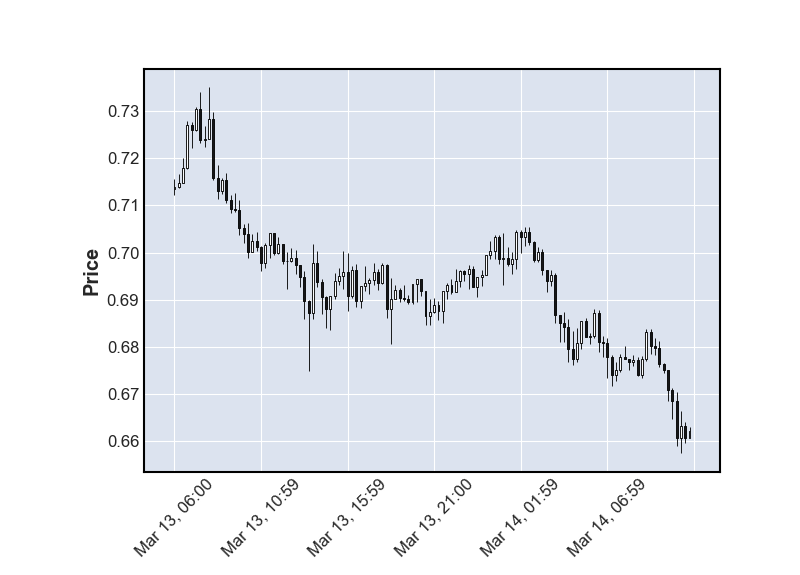 Price
0.73
0.72
0.71
0.70
0.69
0.68
0.67
0.66
Mar 13, 06:00
Mar 13, 10:59
Mar 13, 15:59
Mar 13, 21:00
Mar 14, 01:59
Mar 14, 06:59